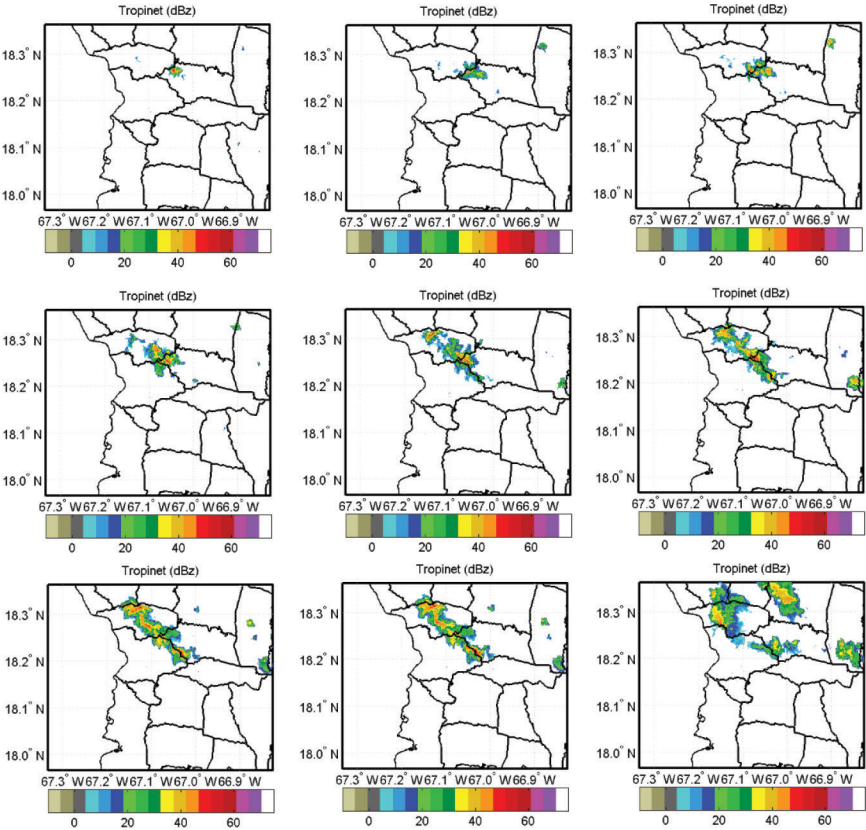 Tropinet (dBz) Tropinet (dBz) Tropinet (dBz)
18.3° N 18.3° N 18.3° N
18.2° N 18.2° N 18.2° N
18.1° N 18.1° N 18.1° N
18.0° N 18.0° N 18.0° N
67.3° W67.2° W67.1° W67.0° W66.9° W 67.3° W67.2° W67.1° W67.0° W66.9° W 67.3° W67.2° W67.1° W67.0° W66.9° W
0 20 40 60 0 20 40 60 0 20 40 60
Tropinet (dBz) Tropinet (dBz) Tropinet (dBz)
18.3° N 18.3° N 18.3° N
18.2° N 18.2° N 18.2° N
18.1° N 18.1° N 18.1° N
18.0° N 18.0° N 18.0° N
67.3° W67.2° W67.1° W67.0° W66.9° W 67.3° W67.2° W67.1° W67.0° W66.9° W 67.3° W67.2° W67.1° W67.0° W66.9° W
0 20 40 60 0 20 40 60 0 20 40 60
Tropinet (dBz) Tropinet (dBz) Tropinet (dBz)
18.3° N 18.3° N 18.3° N
18.2° N 18.2° N 18.2° N
18.1° N 18.1° N 18.1° N
18.0° N 18.0° N 18.0° N
67.3° W67.2° W67.1° W67.0° W66.9° W 67.3° W67.2° W67.1° W67.0° W66.9° W 67.3° W67.2° W67.1° W67.0° W66.9° W
0 20 40 60 0 20 40 60 0 20 40 60